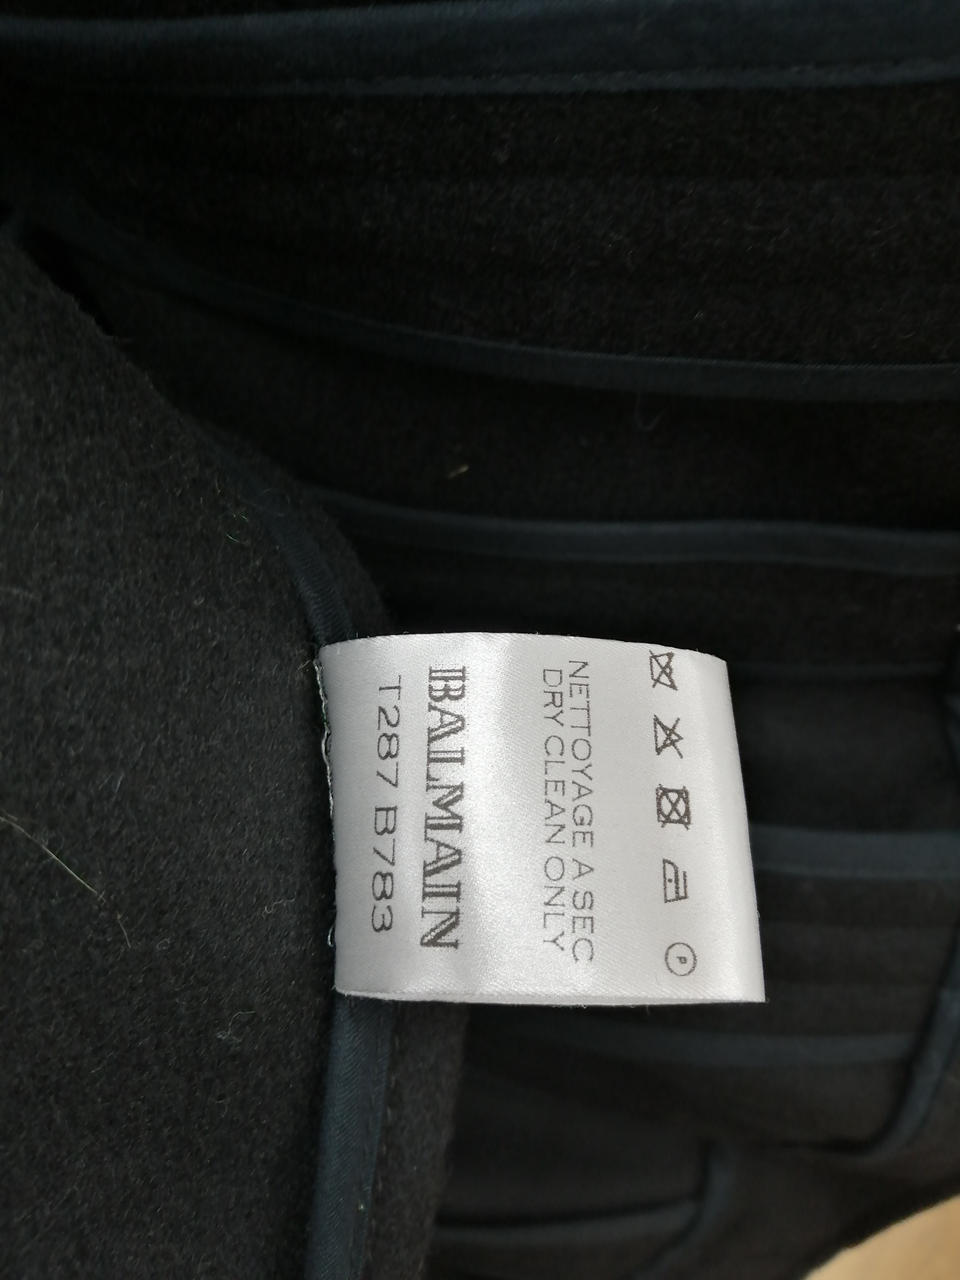 BALMAIN
T287 B783
NETTOYAGE A SEC
DRY CLEAN ONLY
P